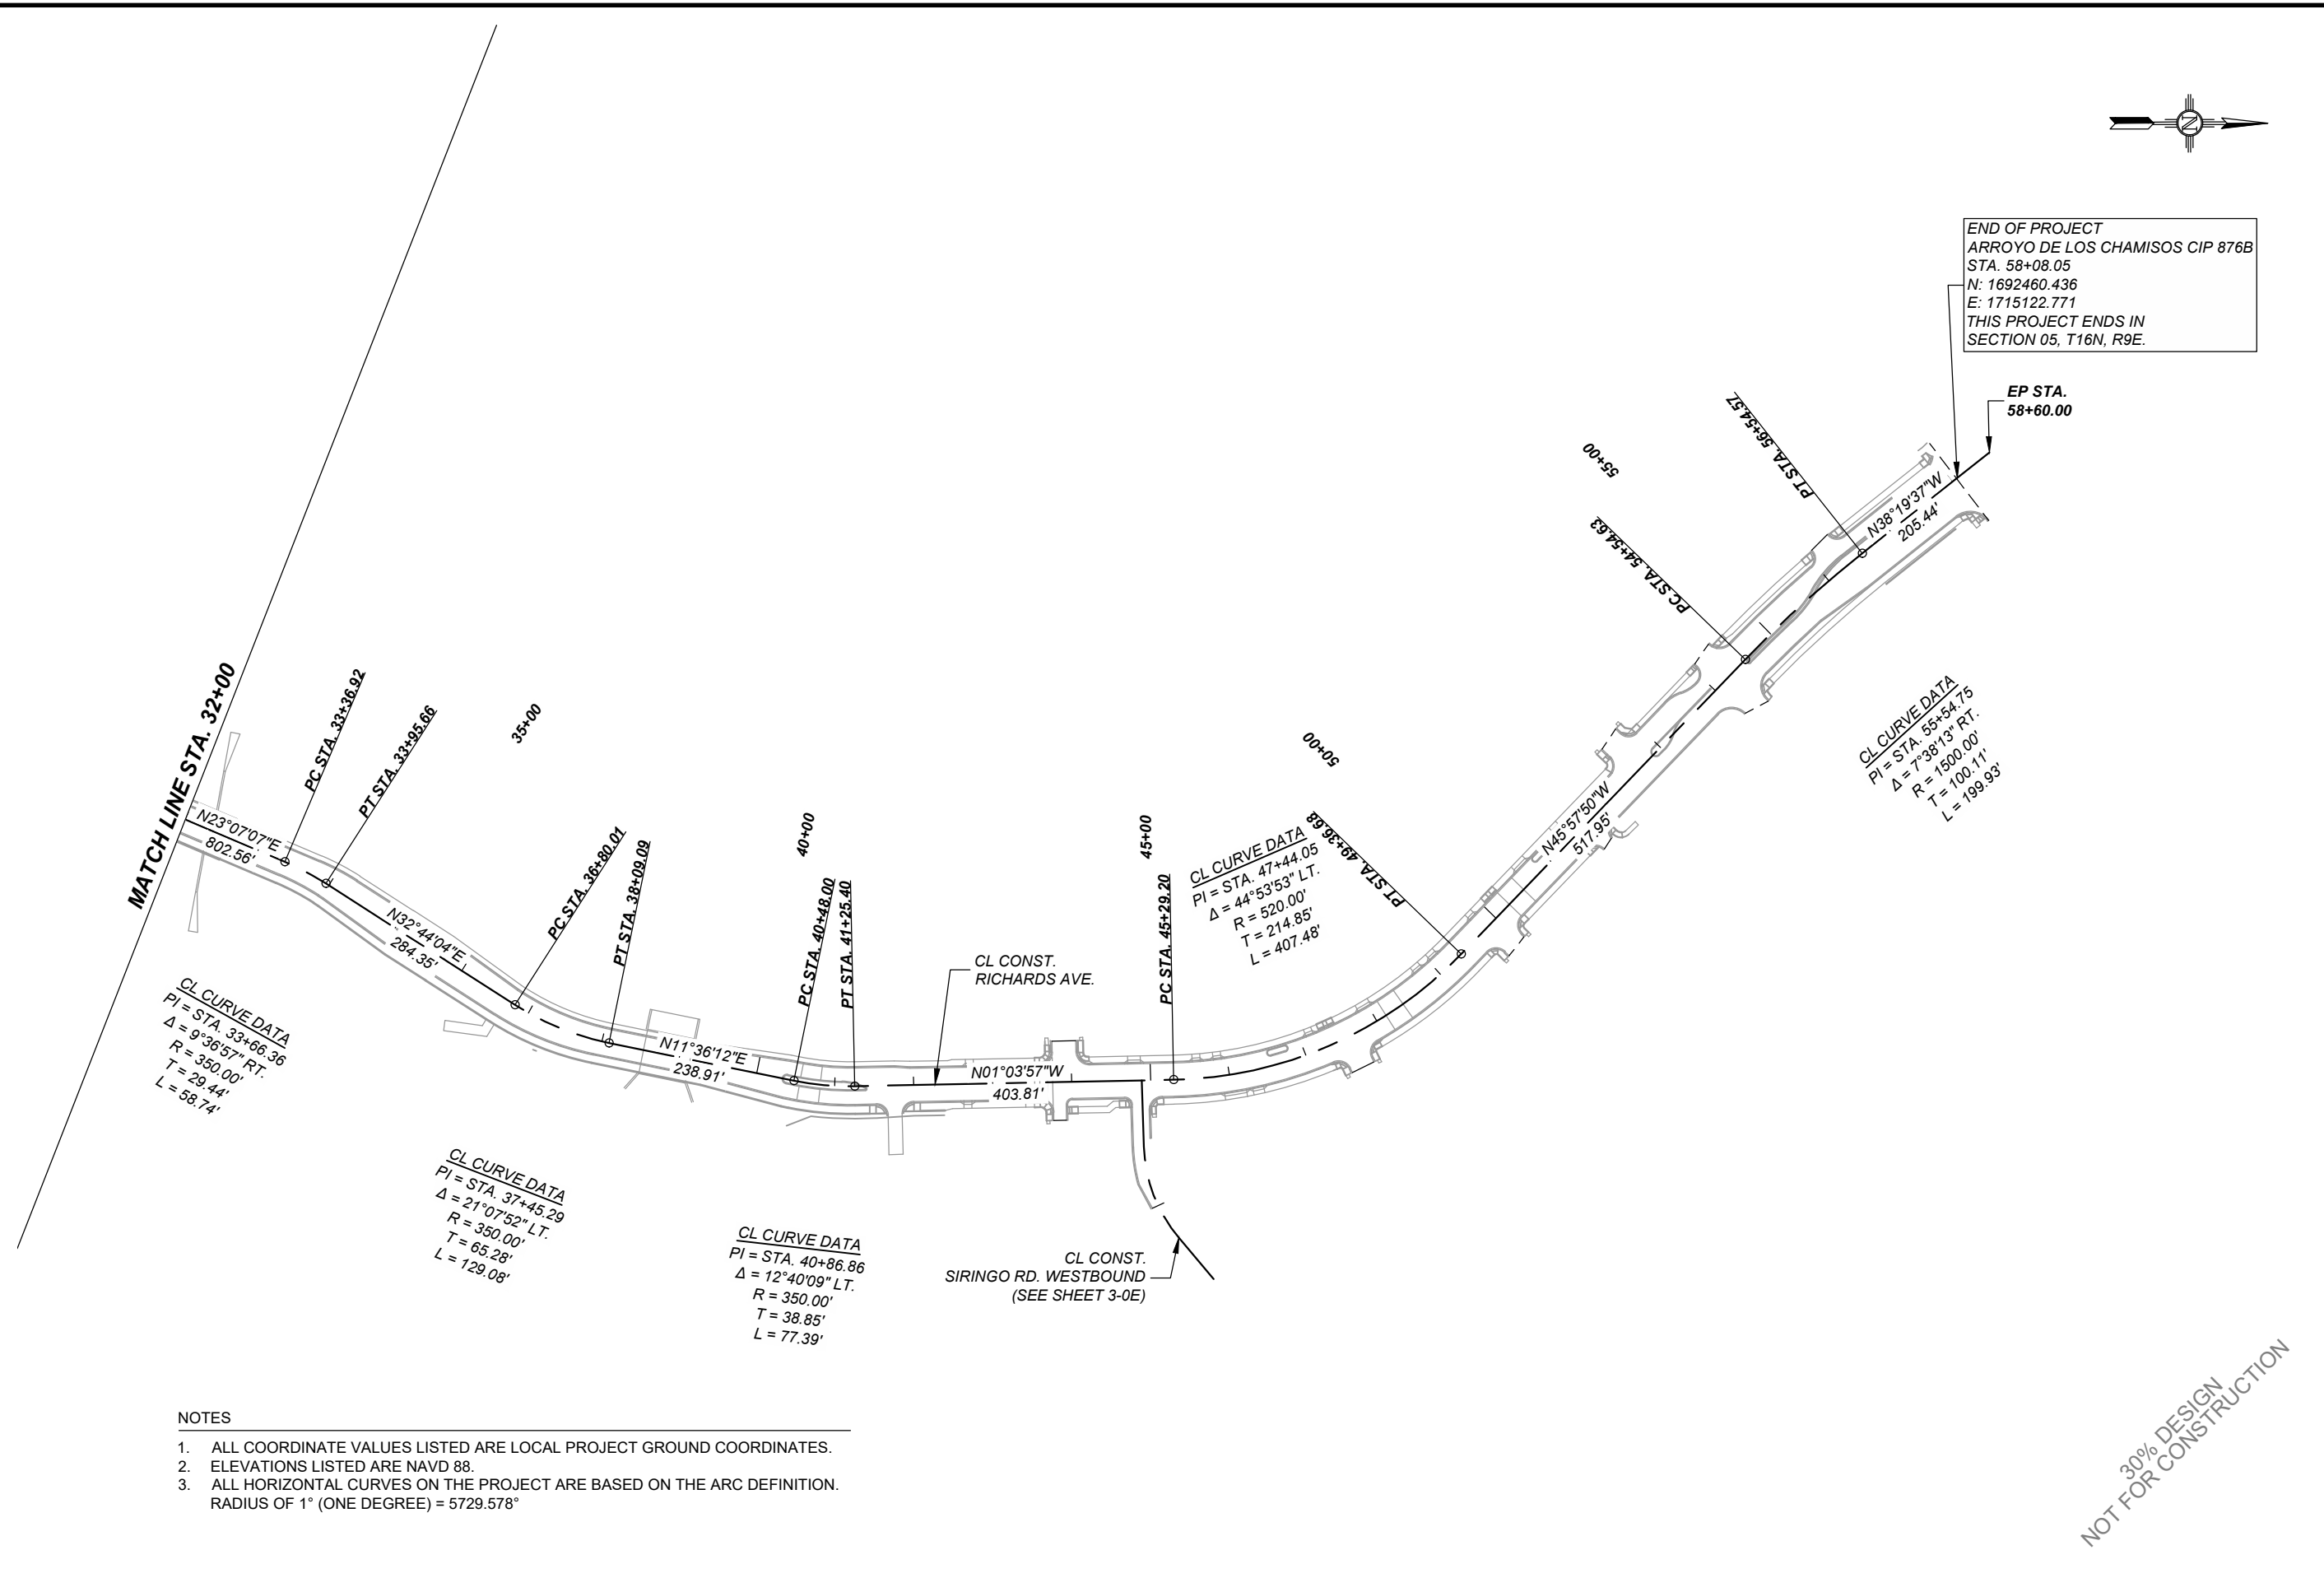 N
END OF PROJECT
ARROYO DE LOS CHAMISOS CIP 876B
STA. 58+08.05
N: 1692460.436
E: 1715122.771
THIS PROJECT ENDS IN
SECTION 05, T16N, R9E.
EP STA.
58+60.00
MATCH LINE STA. 32+00
PC STA. 33+36.92
PT STA. 33+95.66
35+00
PC STA. 36+80.01
PT STA. 38+09.09
40+00
PC STA. 40+48.00
PT STA. 41+25.40
45+00
PC STA. 45+29.20
50+00
PT STA. 49+36.68
55+00
PC STA. 54+54.63
PT STA. 56+54.57
N23°07'07"E
802.56'
N32°44'04"E
284.35'
N11°36'12"E
238.91'
N01°03'57"W
403.81'
N45°57'50"W
517.95'
N38°19'37"W
205.44'
CL CONST.
RICHARDS AVE.
CL CURVE DATA
PI = STA. 33+66.36
Δ = 9°36'57" RT.
R = 350.00'
T = 29.44'
L = 58.74'
CL CURVE DATA
PI = STA. 37+45.29
Δ = 21°07'52" LT.
R = 350.00'
T = 65.28'
L = 129.08'
CL CURVE DATA
PI = STA. 40+86.86
Δ = 12°40'09" LT.
R = 350.00'
T = 38.85'
L = 77.39'
CL CURVE DATA
PI = STA. 47+44.05
Δ = 44°53'53" LT.
R = 520.00'
T = 214.85'
L = 407.48'
CL CURVE DATA
PI = STA. 55+54.75
Δ = 7°38'13" RT.
R = 1500.00'
T = 100.11'
L = 199.93'
CL CONST.
SIRINGO RD. WESTBOUND
(SEE SHEET 3-0E)
NOTES
1. ALL COORDINATE VALUES LISTED ARE LOCAL PROJECT GROUND COORDINATES.
2. ELEVATIONS LISTED ARE NAVD 88.
3. ALL HORIZONTAL CURVES ON THE PROJECT ARE BASED ON THE ARC DEFINITION.
RADIUS OF 1° (ONE DEGREE) = 5729.578°
30% DESIGN
NOT FOR CONSTRUCTION